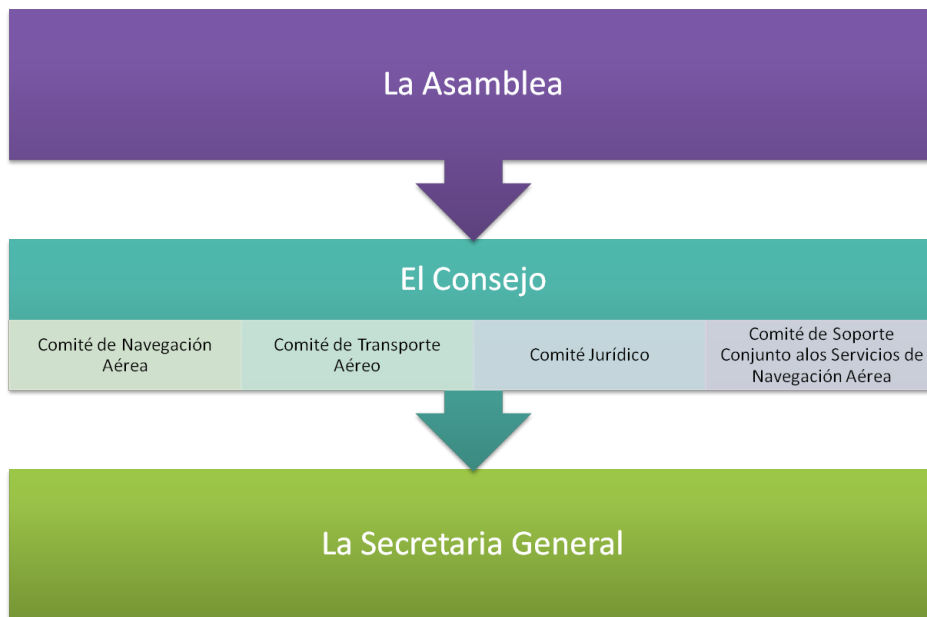 La Asamblea
El Consejo
Comité de Navegación
Aérea
Comité de Transporte
Aéreo
Comité Jurídico
Comité de Soporte
Conjunto alos Servicios de
Navegación Aérea
La Secretaria General